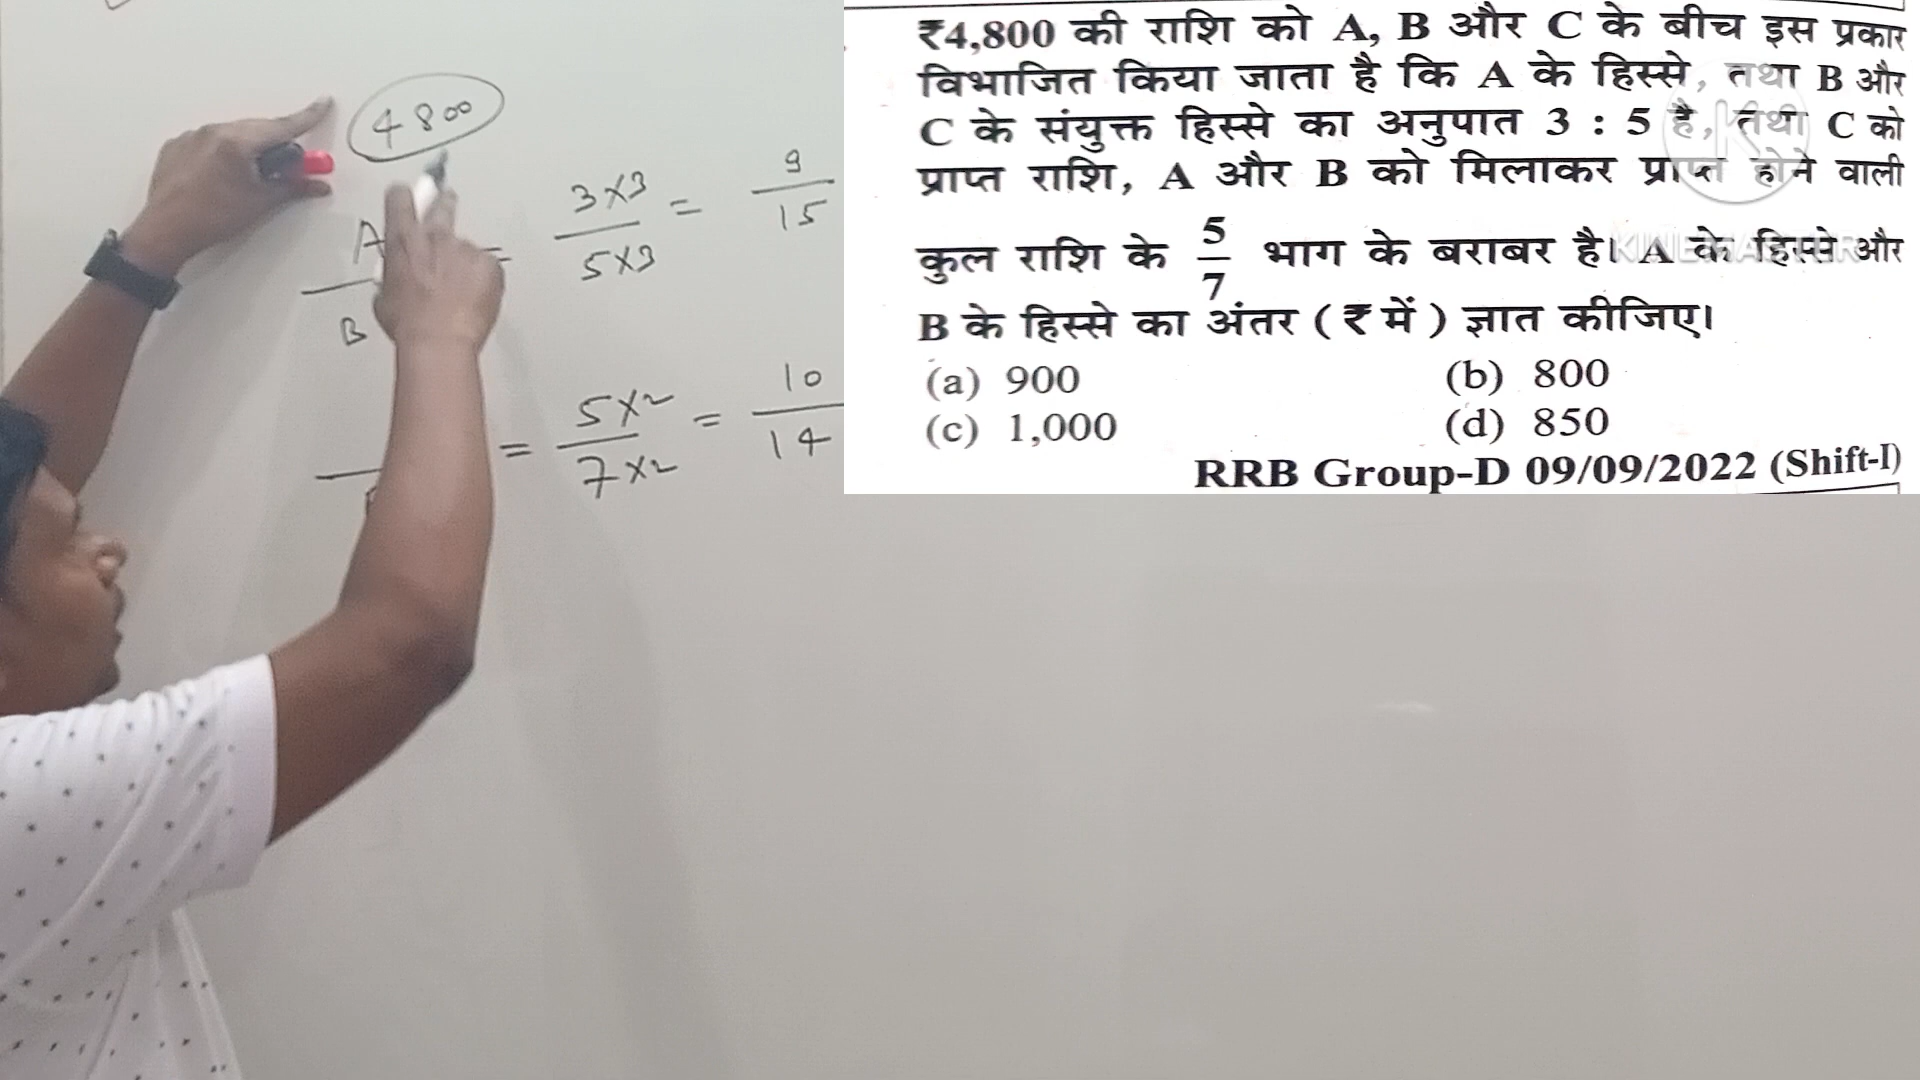 4800
A = 3×3 = 9
B 5×3 15
= 5×2 = 10
7×2 14
₹4,800 की राशि को A, B और C के बीच इस प्रकार
विभाजित किया जाता है कि A के हिस्से, तथा B और
C के संयुक्त हिस्से का अनुपात 3 : 5 है, तथा C को
प्राप्त राशि, A और B को मिलाकर प्राप्त होने वाली
कुल राशि के 5/7 भाग के बराबर है। A के हिस्से और
B के हिस्से का अंतर ( ₹ में ) ज्ञात कीजिए।
(a) 900 (b) 800
(c) 1,000 (d) 850
RRB Group-D 09/09/2022 (Shift-I)
KINEMASTER